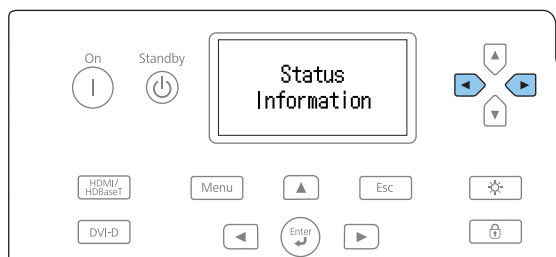 On
Standby
Status
Information
HDMI/
HDBaseT
Menu
Esc
DVI-D
Enter